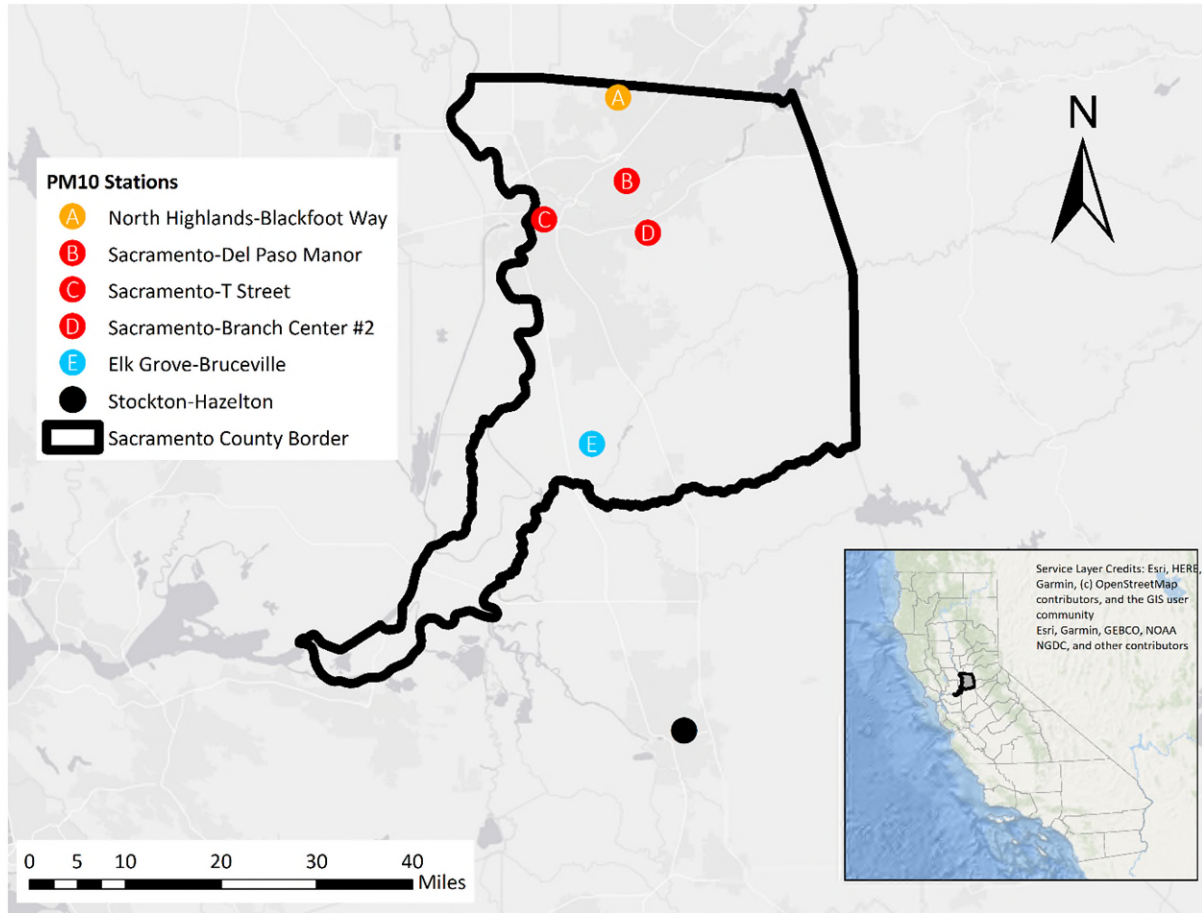 A
N
B
C
D
E
PM10 Stations
A North Highlands-Blackfoot Way
B Sacramento-Del Paso Manor
C Sacramento-T Street
D Sacramento-Branch Center #2
E Elk Grove-Bruceville
Stockton-Hazelton
Sacramento County Border
Service Layer Credits: Esri, HERE,
Garmin, (c) OpenStreetMap
contributors, and the GIS user
community
Esri, Garmin, GEBCO, NOAA
NGDC, and other contributors
0 5 10 20 30 40
Miles